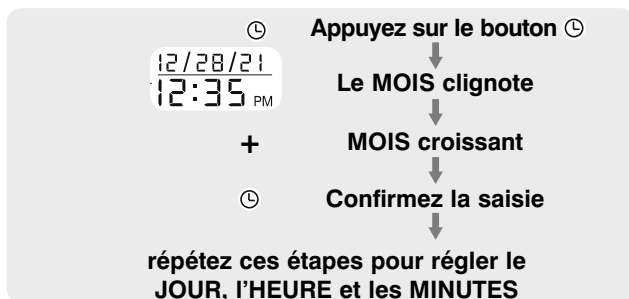 Appuyez sur le bouton
12/28/21
12:35 PM
Le MOIS clignote
+ MOIS croissant
Confirmez la saisie
répétez ces étapes pour régler le
JOUR, l'HEURE et les MINUTES